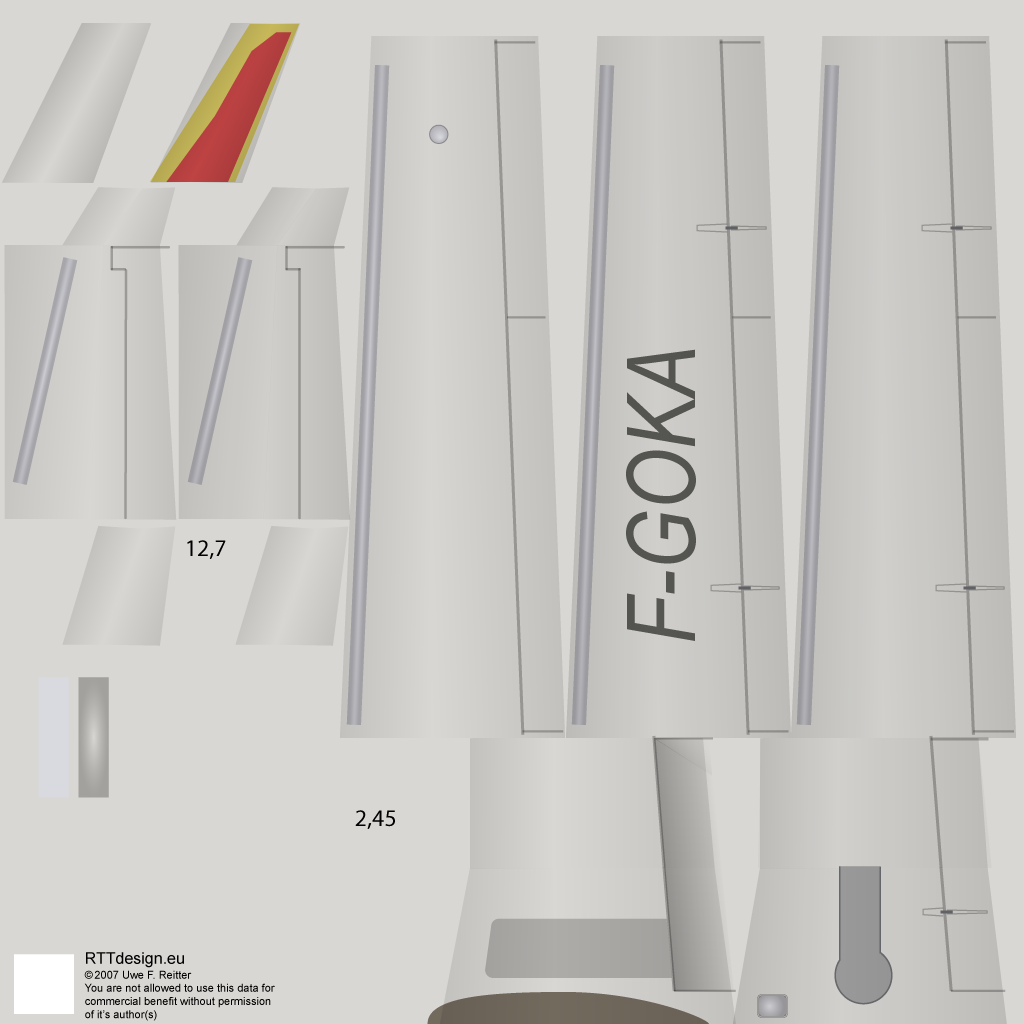 F-GOKA
12,7
2,45
RTTdesign.eu
©2007 Uwe F. Reitter
You are not allowed to use this data for
commercial benefit without permission
of it's author(s)